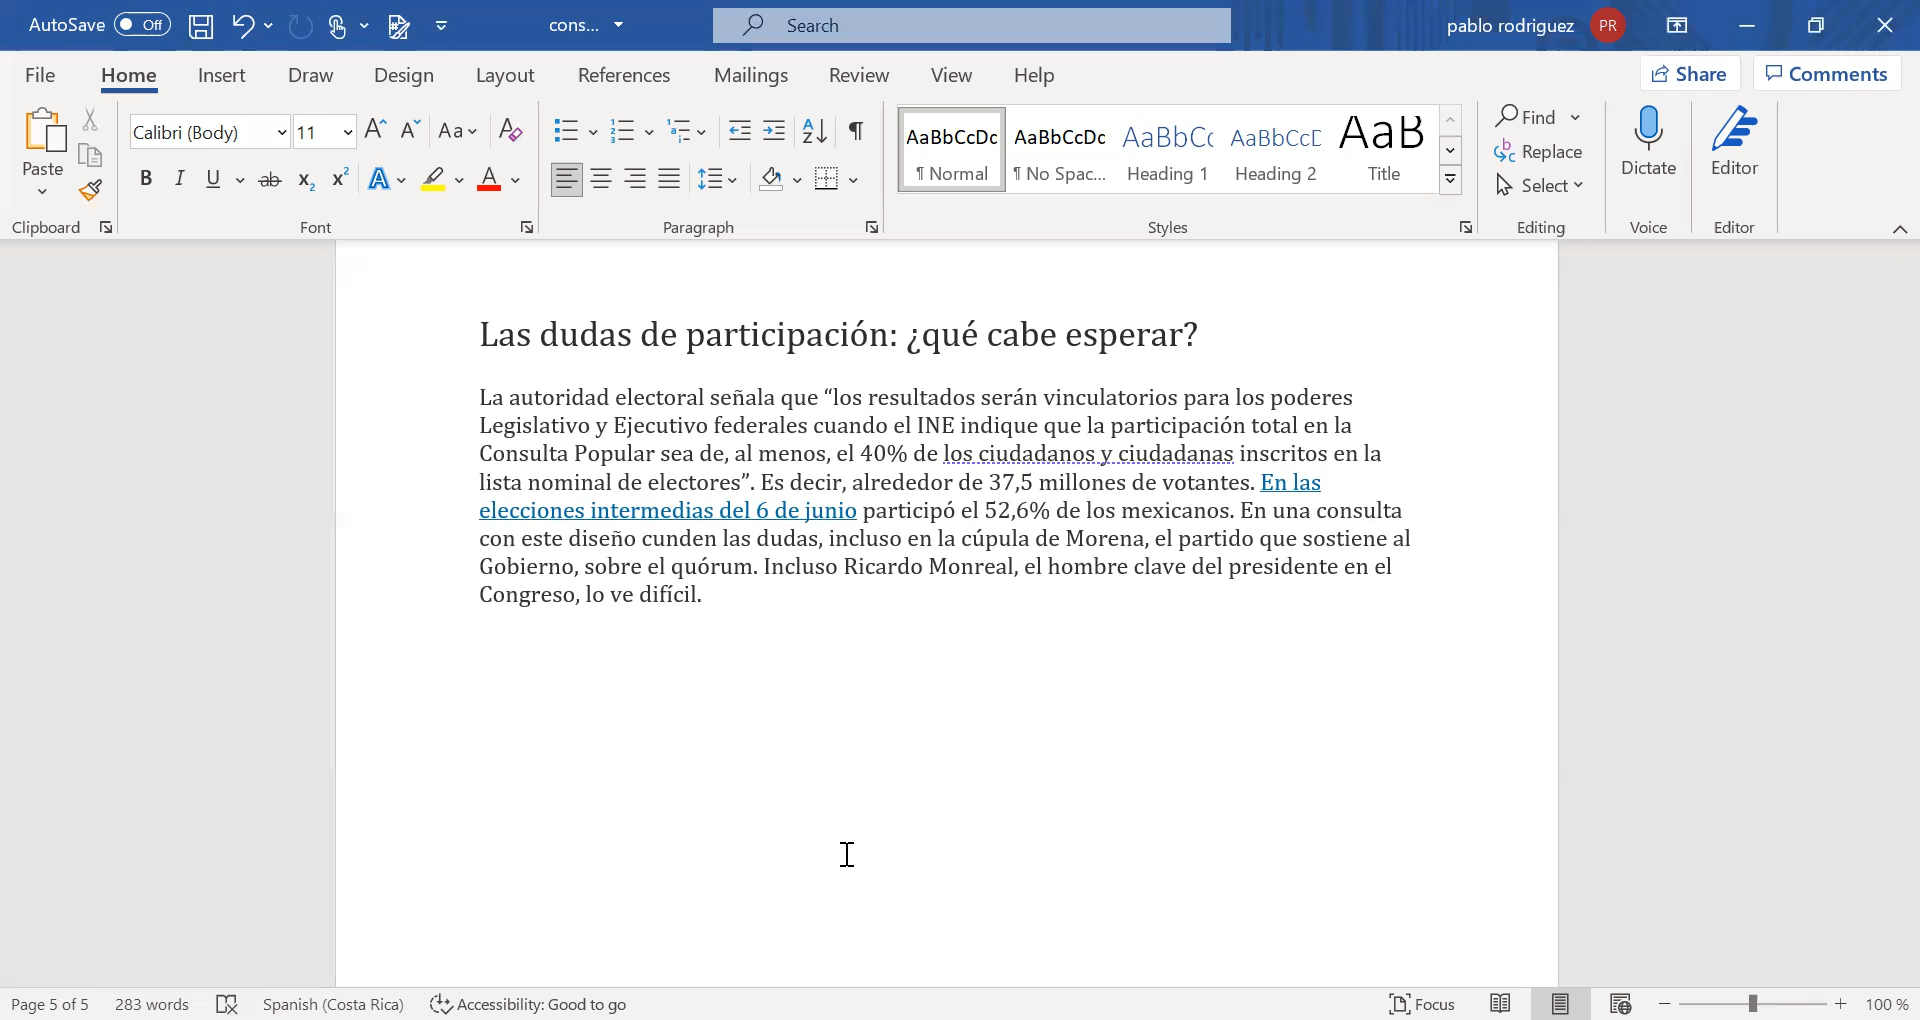 AutoSave Off cons... Search pablo rodriguez PR
File Home Insert Draw Design Layout References Mailings Review View Help Share Comments
Paste Calibri (Body) 11 Aa AaBbCcDc AaBbCcDc AaBbC AaBbCcD AaB Find Replace Select Dictate Editor
¶ Normal ¶ No Spac... Heading 1 Heading 2 Title
Clipboard Font Paragraph Styles Editing Voice Editor
Las dudas de participación: ¿qué cabe esperar?
La autoridad electoral señala que “los resultados serán vinculatorios para los poderes
Legislativo y Ejecutivo federales cuando el INE indique que la participación total en la
Consulta Popular sea de, al menos, el 40% de los ciudadanos y ciudadanas inscritos en la
lista nominal de electores”. Es decir, alrededor de 37,5 millones de votantes. En las
elecciones intermedias del 6 de junio participó el 52,6% de los mexicanos. En una consulta
con este diseño cunden las dudas, incluso en la cúpula de Morena, el partido que sostiene al
Gobierno, sobre el quórum. Incluso Ricardo Monreal, el hombre clave del presidente en el
Congreso, lo ve difícil.
Page 5 of 5 283 words Spanish (Costa Rica) Accessibility: Good to go Focus 100 %